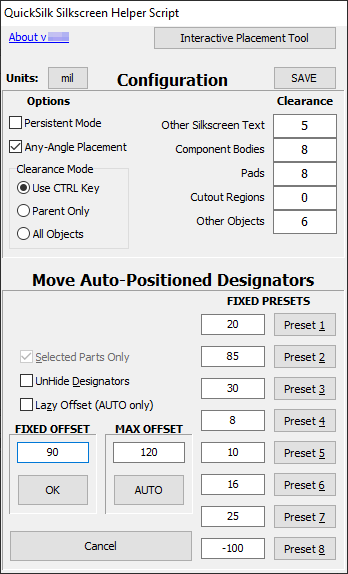 QuickSilk Silkscreen Helper Script
About v
Interactive Placement Tool
Units: mil Configuration SAVE
Options Clearance
Persistent Mode Other Silkscreen Text 5
Any-Angle Placement Component Bodies 8
Clearance Mode Pads 8
Use CTRL Key Cutout Regions 0
Parent Only Other Objects 6
All Objects
Move Auto-Positioned Designators
FIXED PRESETS
20 Preset 1
Selected Parts Only 85 Preset 2
UnHide Designators 30 Preset 3
Lazy Offset (AUTO only) 8 Preset 4
FIXED OFFSET MAX OFFSET
90 120 10 Preset 5
OK AUTO 16 Preset 6
25 Preset 7
Cancel -100 Preset 8